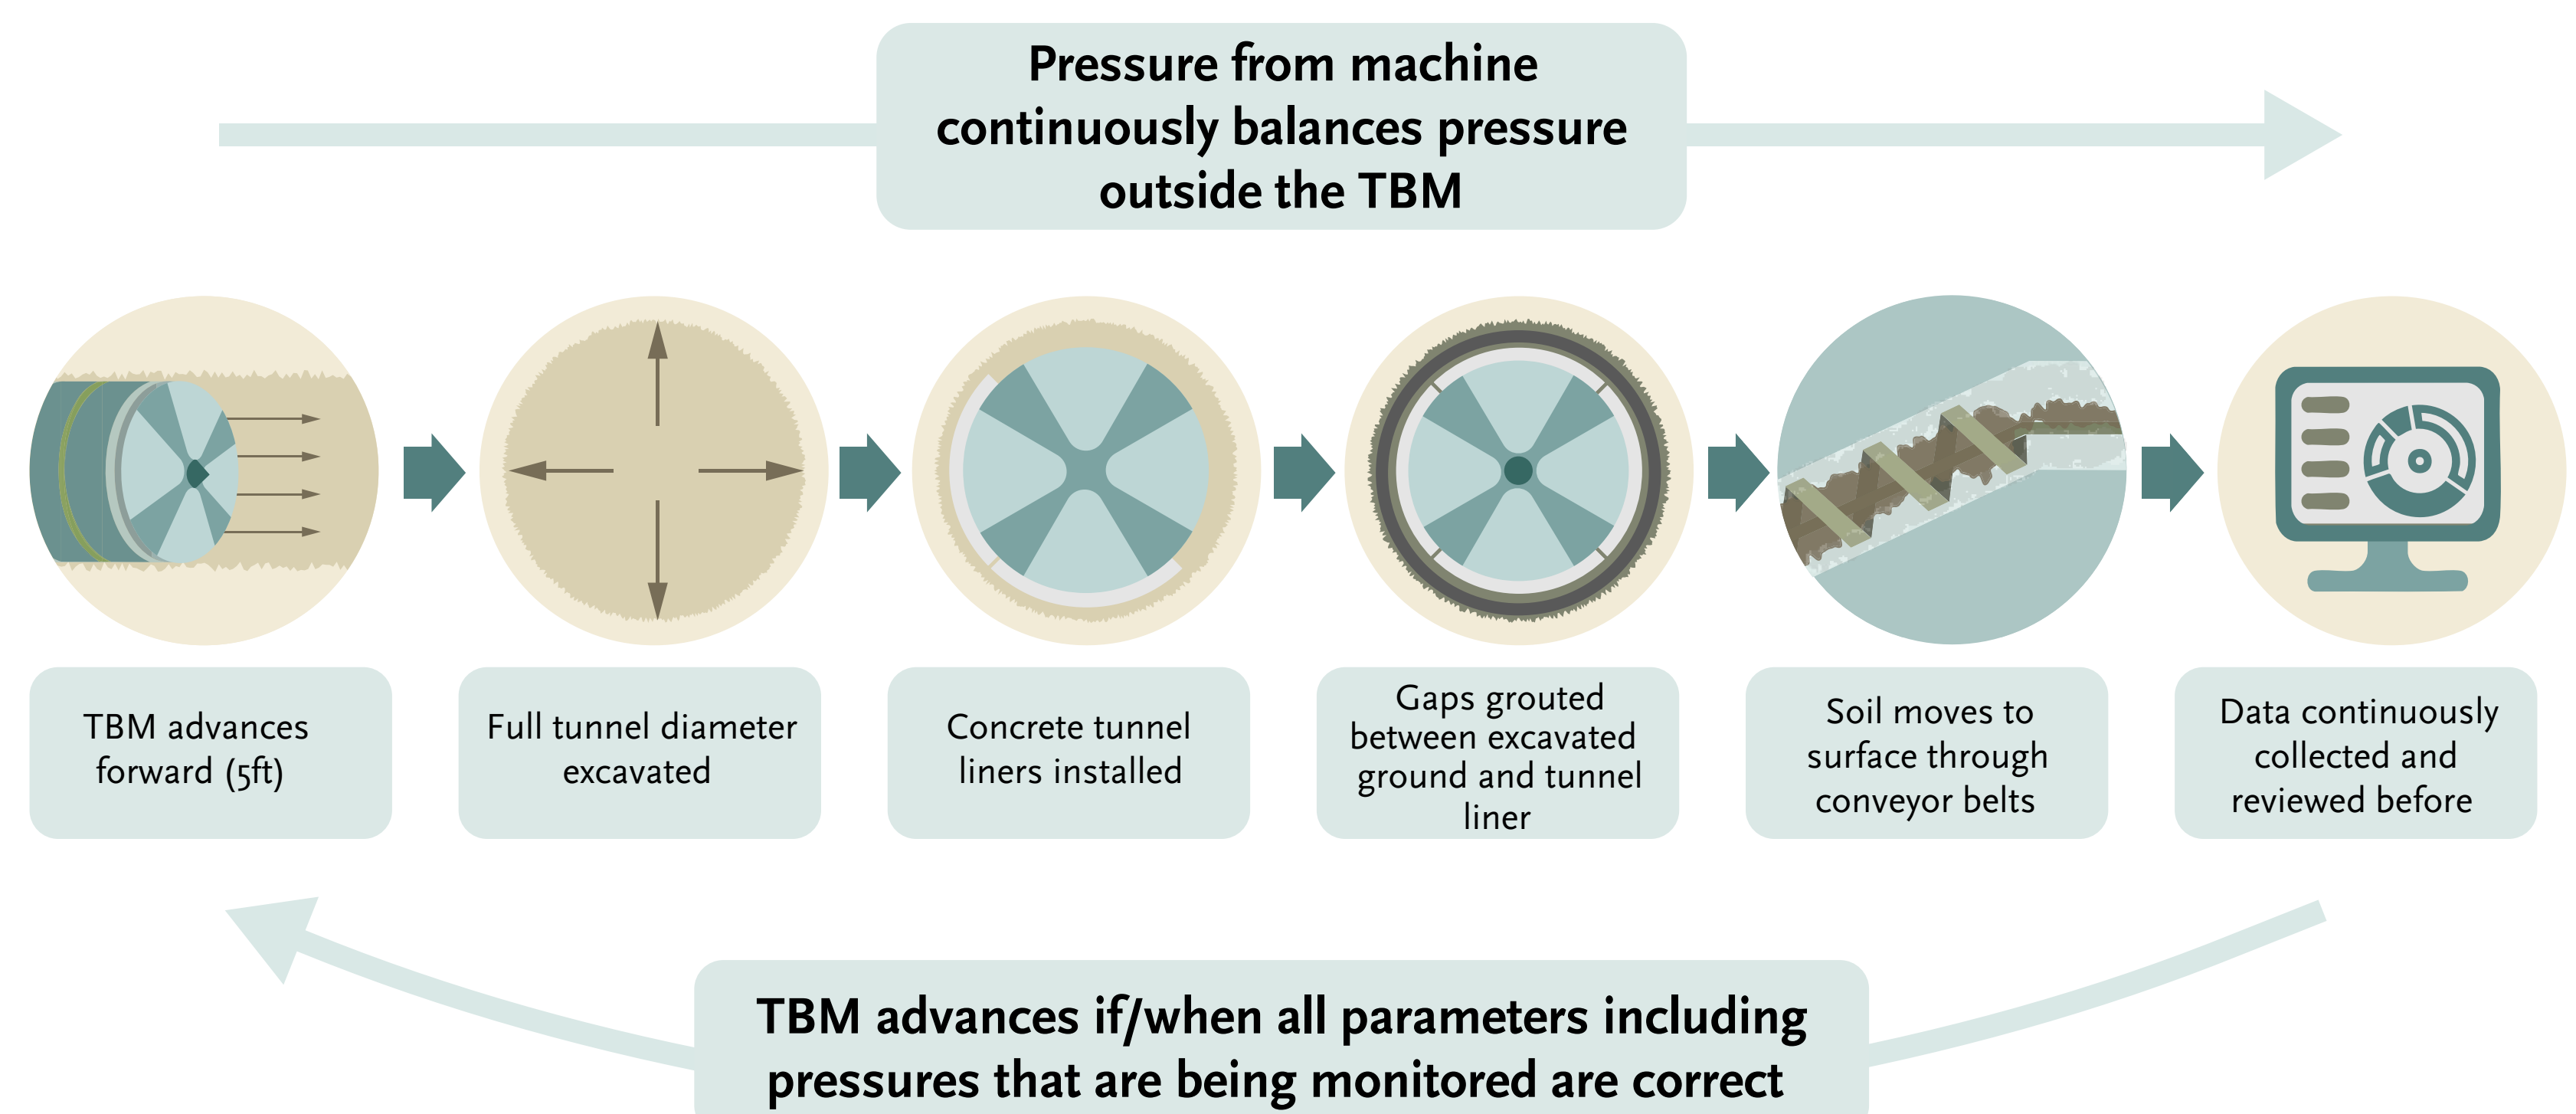 Pressure from machine
continuously balances pressure
outside the TBM
TBM advances
forward (5ft)
Full tunnel diameter
excavated
Concrete tunnel
liners installed
Gaps grouted
between excavated
ground and tunnel
liner
Soil moves to
surface through
conveyor belts
Data continuously
collected and
reviewed before
TBM advances if/when all parameters including
pressures that are being monitored are correct